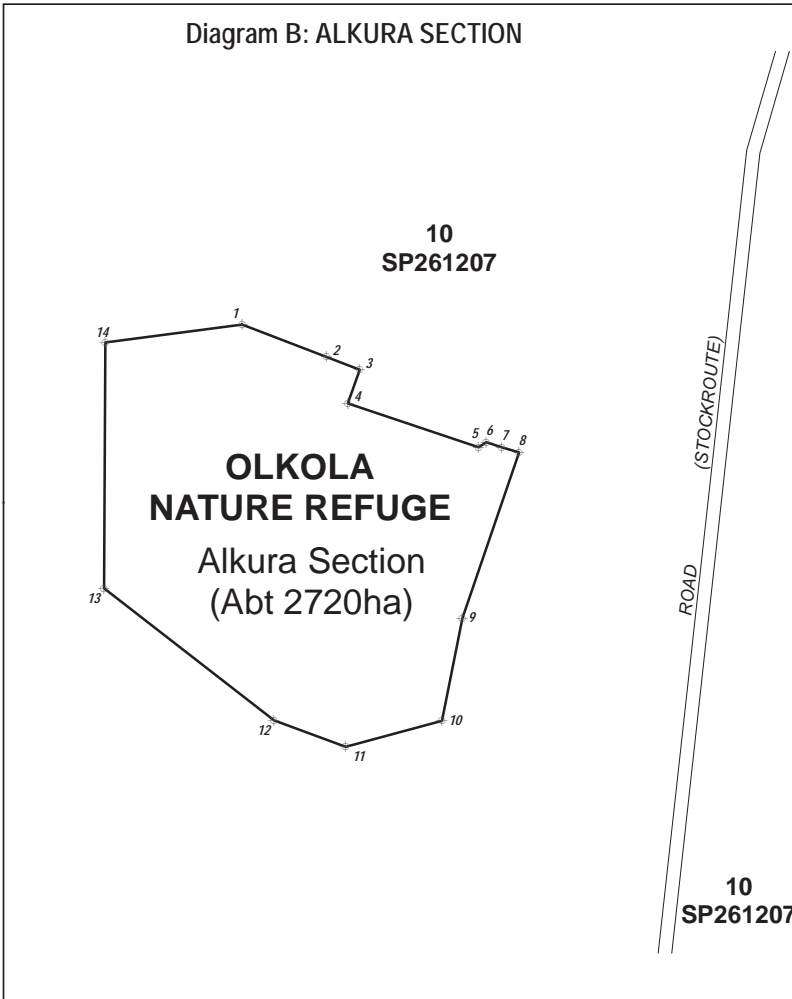 Diagram B: ALKURA SECTION
10
SP261207
1
14
2
3
4
5
6
7
8
(STOCKROUTE)
OLKOLA
NATURE REFUGE
Alkura Section
(Abt 2720ha)
ROAD
13
9
12
10
11
10
SP261207